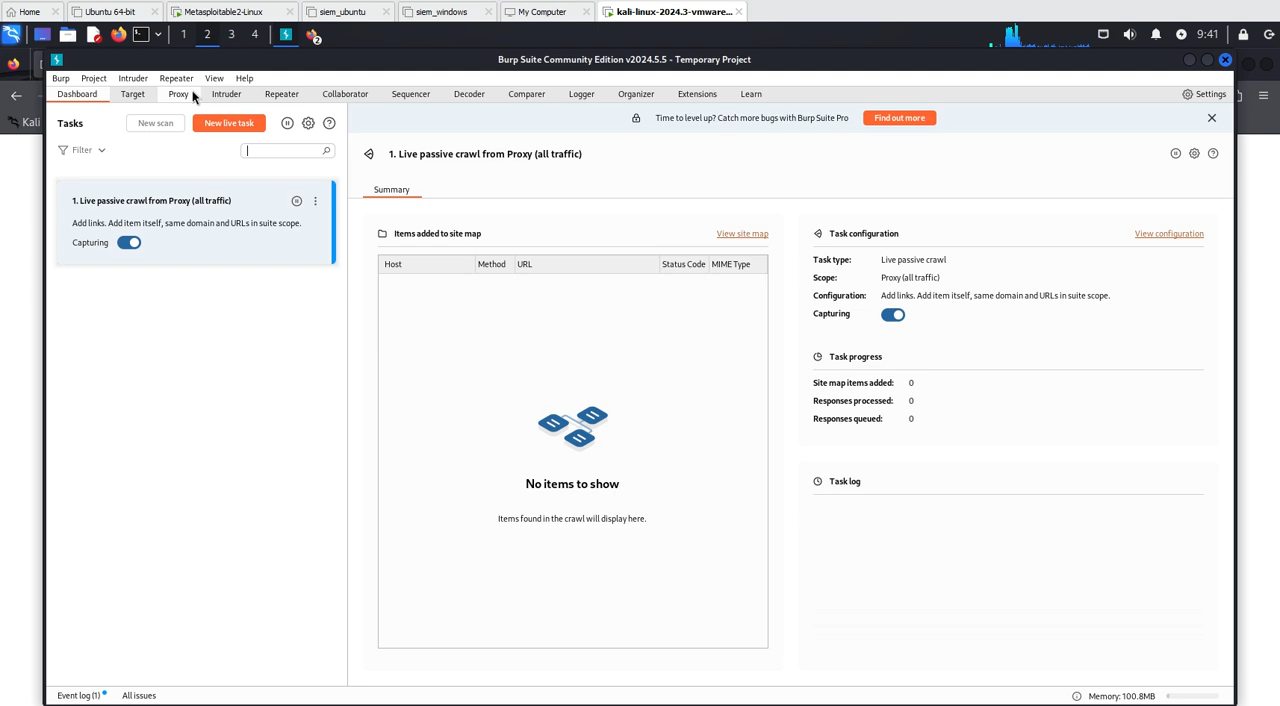 Home Ubuntu 64-bit Metasploitable2-Linux siem_ubuntu siem_windows My Computer kali-linux-2024.3-vmware...
1 2 3 4 2 9:41
Burp Suite Community Edition v2024.5.5 - Temporary Project
Burp Project Intruder Repeater View Help
Dashboard Target Proxy Intruder Repeater Collaborator Sequencer Decoder Comparer Logger Organizer Extensions Learn Settings
Kali
Tasks New scan New live task
Time to level up? Catch more bugs with Burp Suite Pro Find out more
Filter
1. Live passive crawl from Proxy (all traffic)
Add links. Add item itself, same domain and URLs in suite scope.
Capturing
1. Live passive crawl from Proxy (all traffic)
Summary
Items added to site map View site map
Host Method URL Status Code MIME Type
No items to show
Items found in the crawl will display here.
Task configuration View configuration
Task type: Live passive crawl
Scope: Proxy (all traffic)
Configuration: Add links. Add item itself, same domain and URLs in suite scope.
Capturing
Task progress
Site map items added: 0
Responses processed: 0
Responses queued: 0
Task log
Event log (1) All issues Memory: 100.8MB